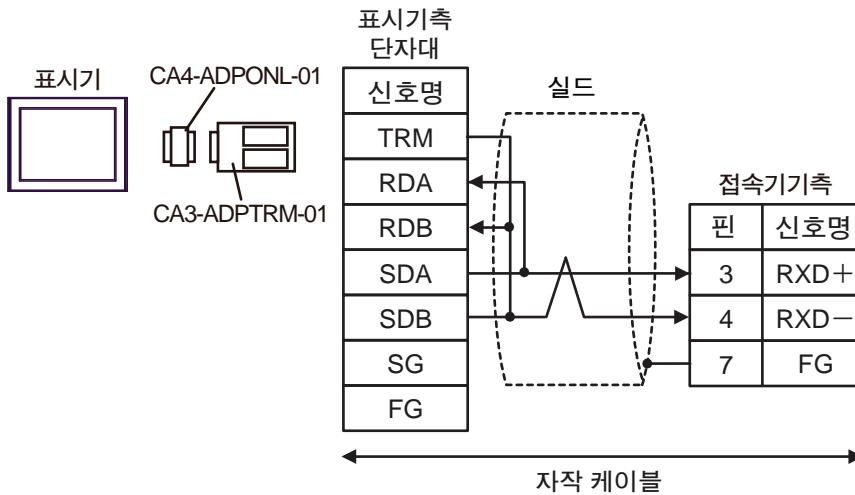 표시기측
단자대
표시기
CA4-ADPONL-01
CA3-ADPTRM-01
신호명
TRM
RDA
RDB
SDA
SDB
SG
FG
실드
접속기기측
핀 신호명
3 RXD+
4 RXD-
7 FG
자작 케이블